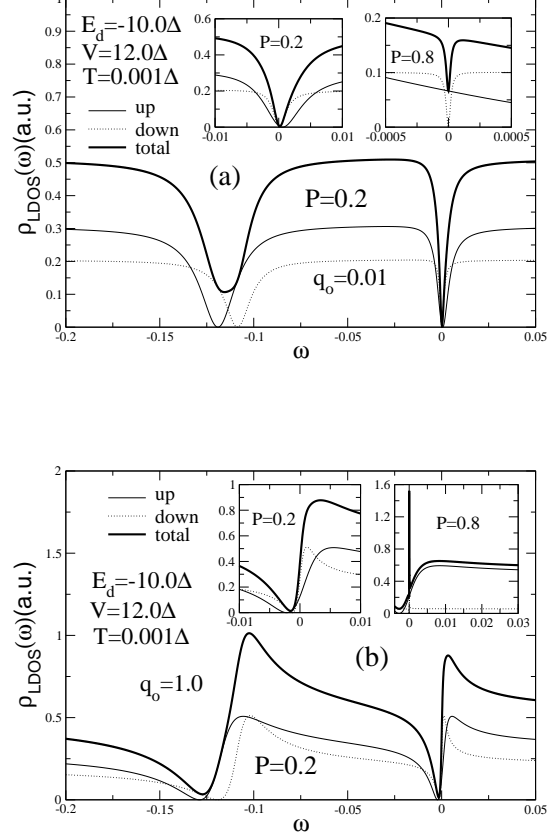 1
0.9
0.8
0.7
0.6
0.5
0.4
0.3
0.2
0.1
0
ρLDOS(ω)(a.u.)
Ed=-10.0Δ
V=12.0Δ
T=0.001Δ
up
down
total
0.6
0.4
0.2
0
P=0.2
-0.01 0 0.01
0.2
0.1
0
P=0.8
-0.0005 0 0.0005
(a)
P=0.2
qo=0.01
-0.2 -0.15 -0.1 -0.05 0 0.05
ω
2
1.5
1
0.5
0
ρLDOS(ω)(a.u.)
up
down
total
Ed=-10.0Δ
V=12.0Δ
T=0.001Δ
1
0.8
0.6
0.4
0.2
0
P=0.2
-0.01 0 0.01
1.6
1.2
0.8
0.4
0
P=0.8
0 0.01 0.02 0.03
(b)
qo=1.0
P=0.2
-0.2 -0.15 -0.1 -0.05 0 0.05
ω